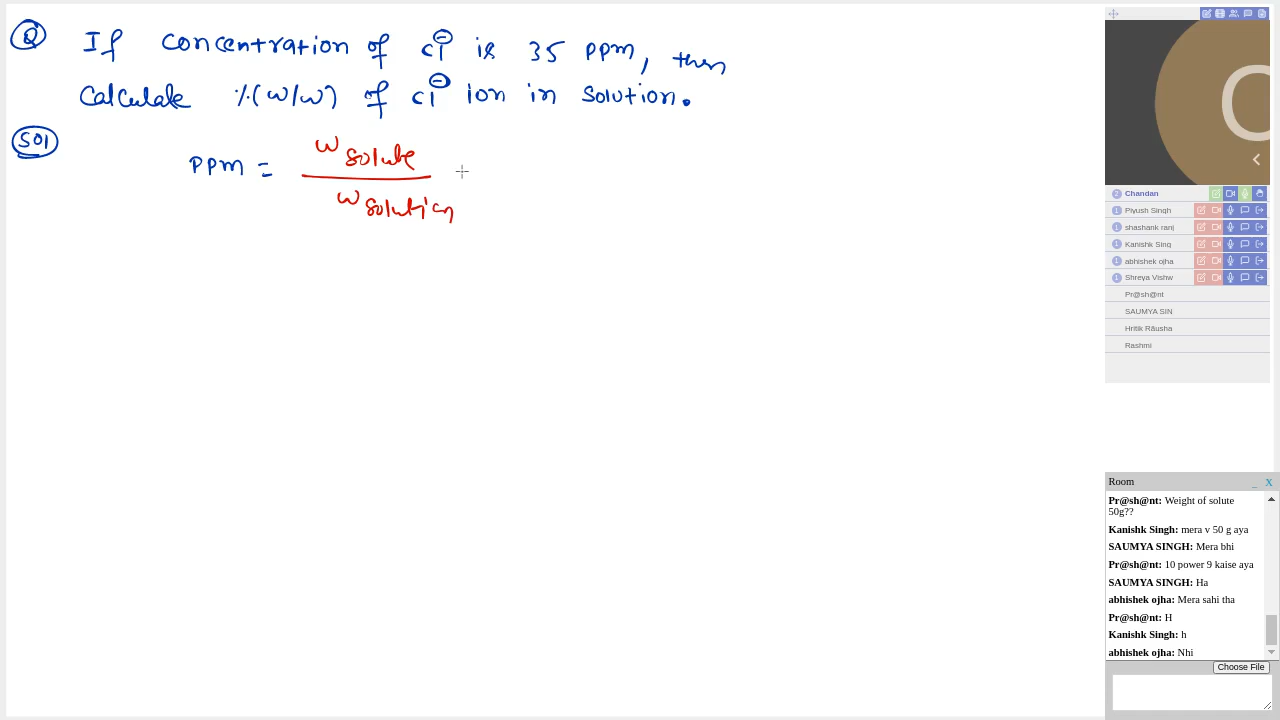 Q If concentration of Cl⊖ is 35 ppm, then
Calculate %(w/w) of Cl⊖ ion in solution.
Sol
PPm = W solute / W solution
C
Chandan
Piyush Singh
shashank ranj
Kanishk Sing
abhishek ojha
Shreya Vishw
Pr@sh@nt
SAUMYA SIN
Hritik Răusha
Rashmi
Room _ X
Pr@sh@nt: Weight of solute
50g??
Kanishk Singh: mera v 50 g aya
SAUMYA SINGH: Mera bhi
Pr@sh@nt: 10 power 9 kaise aya
SAUMYA SINGH: Ha
abhishek ojha: Mera sahi tha
Pr@sh@nt: H
Kanishk Singh: h
abhishek ojha: Nhi
Choose File